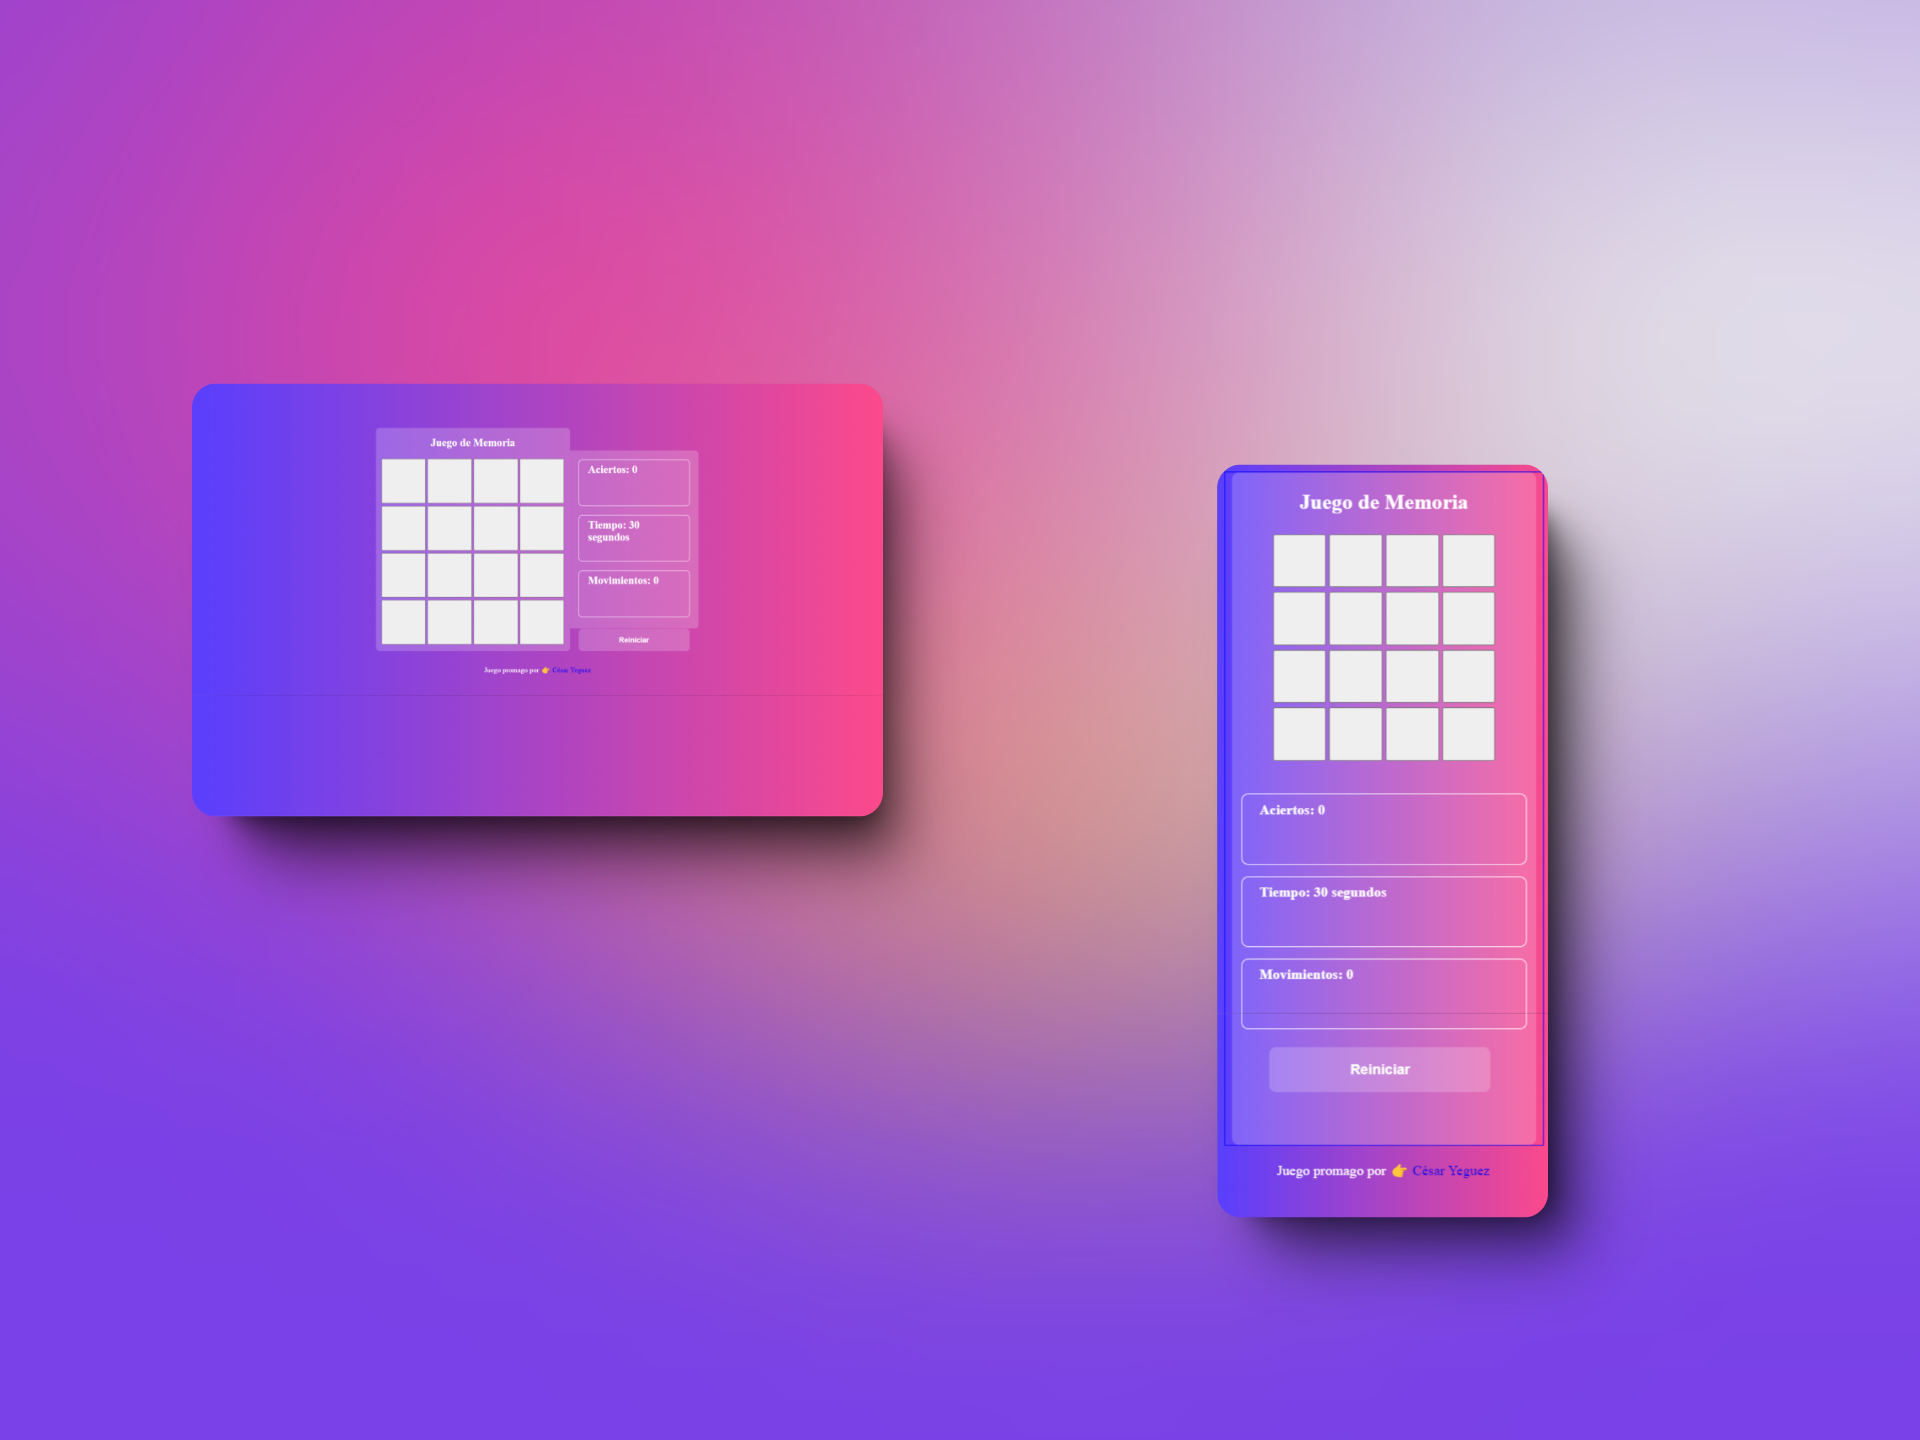 Juego de Memoria
Aciertos: 0
Tiempo: 30
segundos
Movimientos: 0
Reiniciar
Juego promago por 👉 César Yeguez
Juego de Memoria
Aciertos: 0
Tiempo: 30 segundos
Movimientos: 0
Reiniciar
Juego promago por 👉 César Yeguez